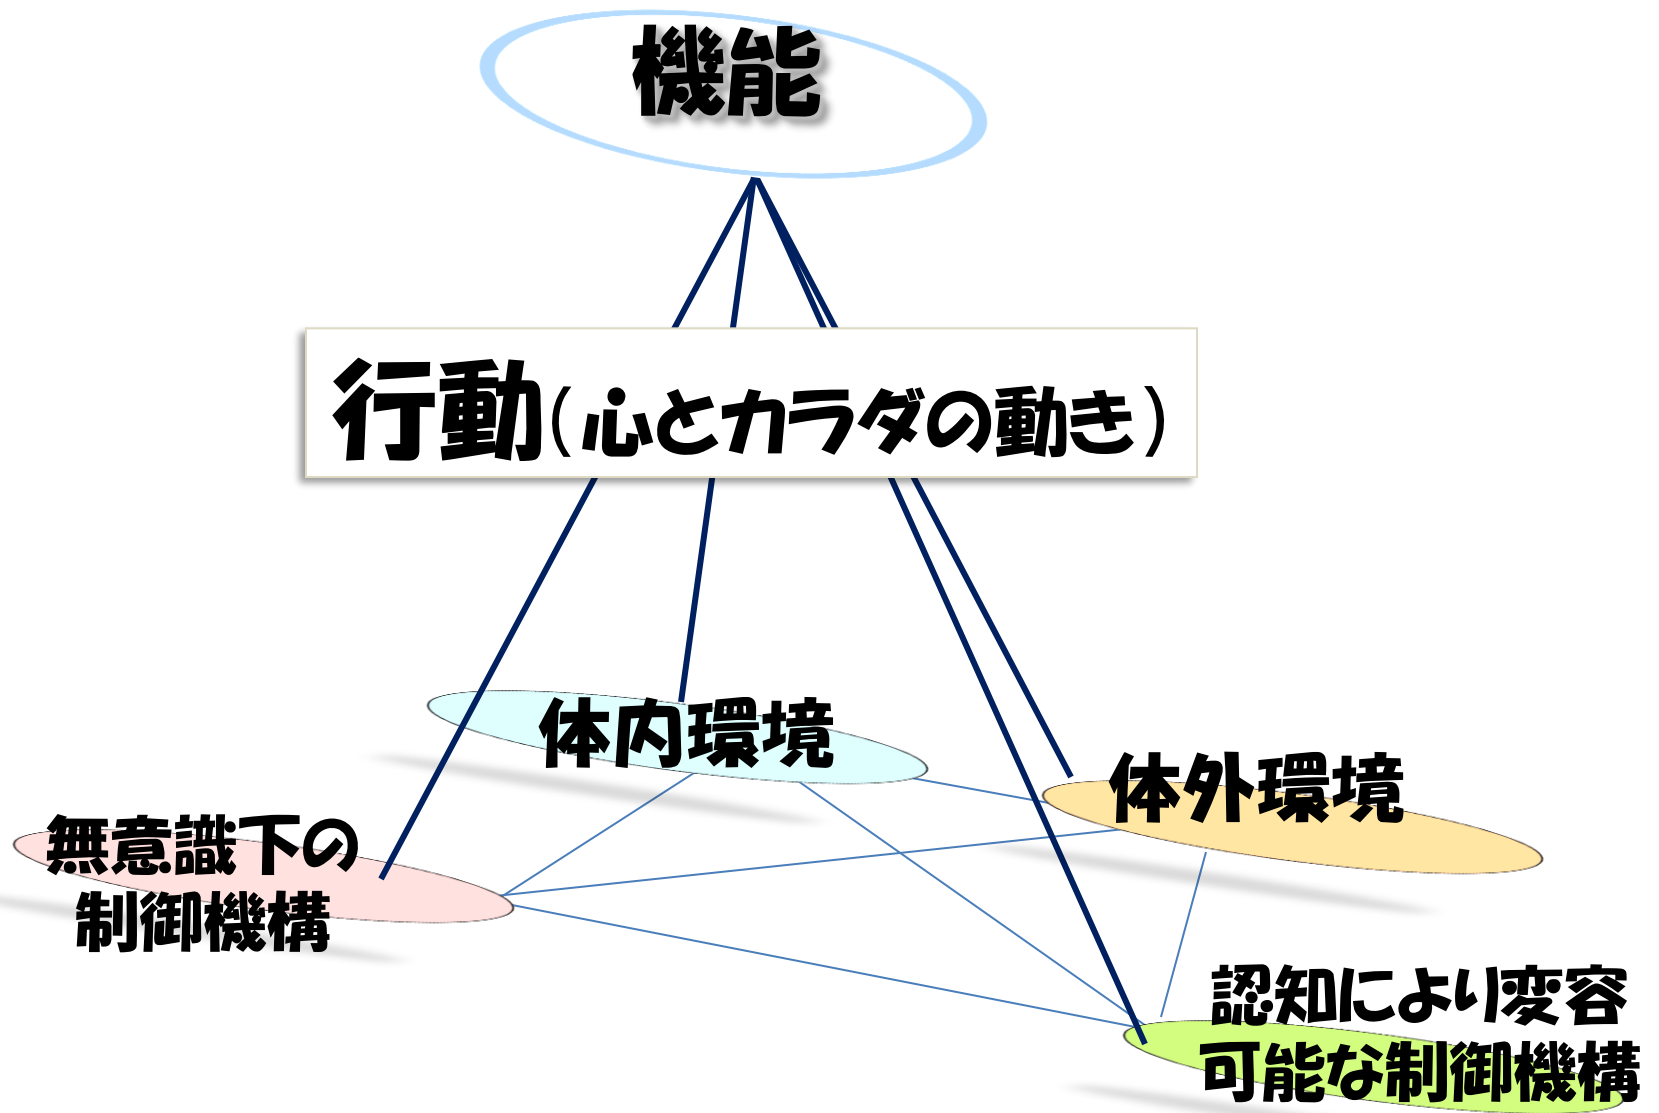 機能
行動（心とカラダの動き）
体内環境
体外環境
無意識下の
制御機構
認知により変容
可能な制御機構